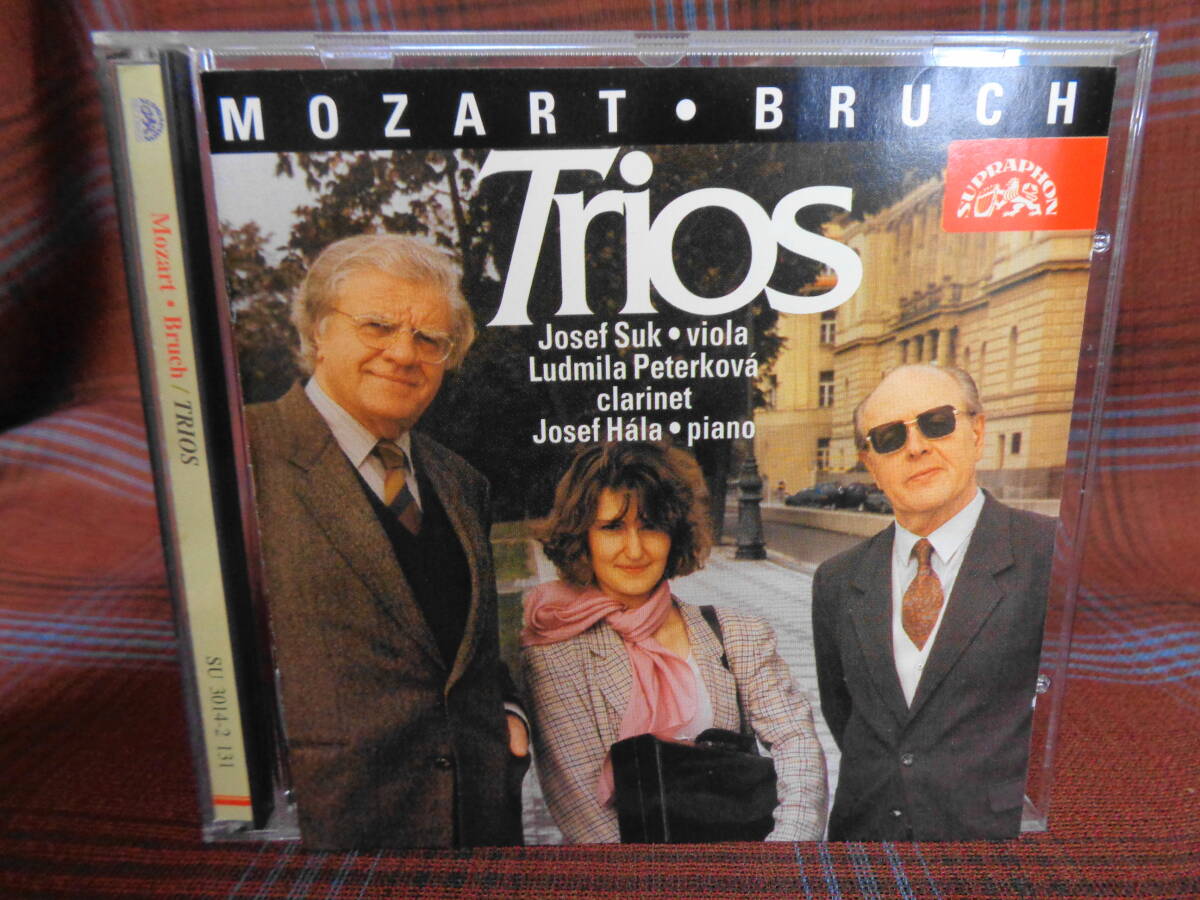 MOZART • BRUCH
Trios
SUPRAPHON
Josef Suk • viola
Ludmila Peterková
clarinet
Josef Hála • piano
Mozart • Bruch / TRIOS
SU 3014-2 131